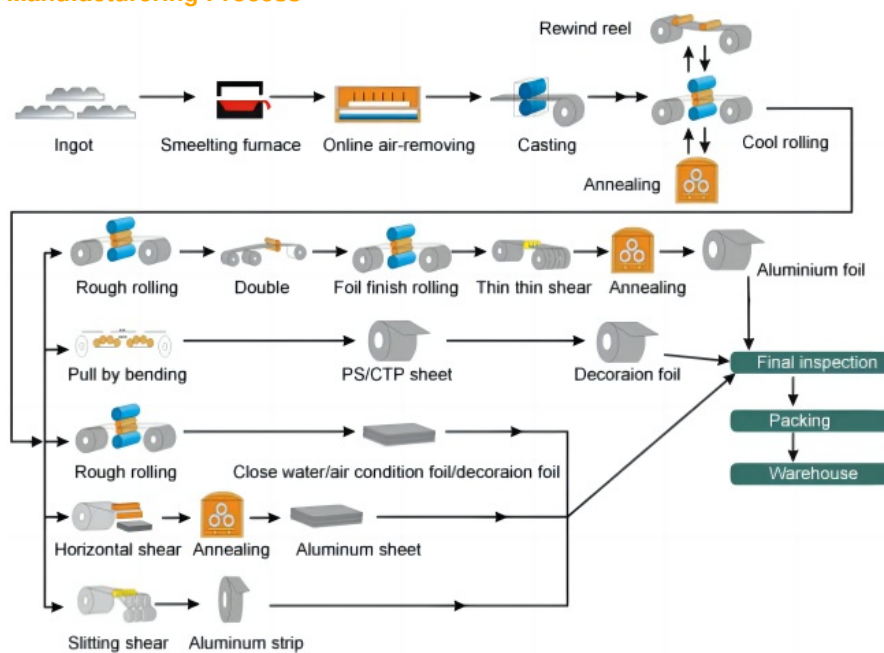 Manufacturering Process
Rewind reel
Ingot
Smeelting furnace
Online air-removing
Casting
Cool rolling
Annealing
Rough rolling
Double
Foil finish rolling
Thin thin shear
Annealing
Aluminium foil
Pull by bending
PS/CTP sheet
Decoraion foil
Final inspection
Packing
Warehouse
Rough rolling
Close water/air condition foil/decoraion foil
Horizontal shear
Annealing
Aluminum sheet
Slitting shear
Aluminum strip